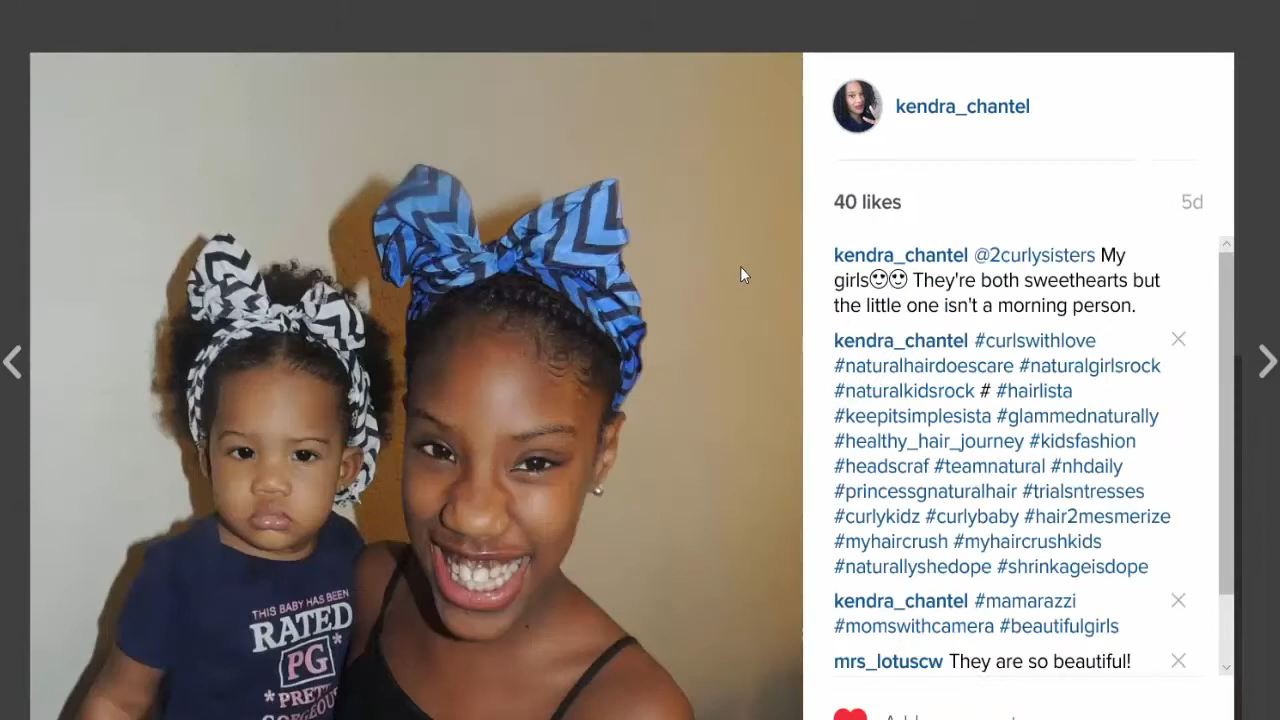 kendra_chantel
40 likes
5d
kendra_chantel @2curlysisters My
girls😍😍 They're both sweethearts but
the little one isn't a morning person.
kendra_chantel #curlswithlove
#naturalhairdoescare #naturalgirlsrock
#naturalkidsrock # #hairlista
#keepitsimplesista #glammednaturally
#healthy_hair_journey #kidsfashion
#headscraf #teamnatural #nhdaily
#princessgnaturalhair #trialsntresses
#curlykidz #curlybaby #hair2mesmerize
#myhaircrush #myhaircrushkids
#naturallyshedope #shrinkageisdope
kendra_chantel #mamarazzi
#momswithcamera #beautifulgirls
mrs_lotuscw They are so beautiful!
THIS BABY HAS BEEN
RATED
PG
*PRETTY